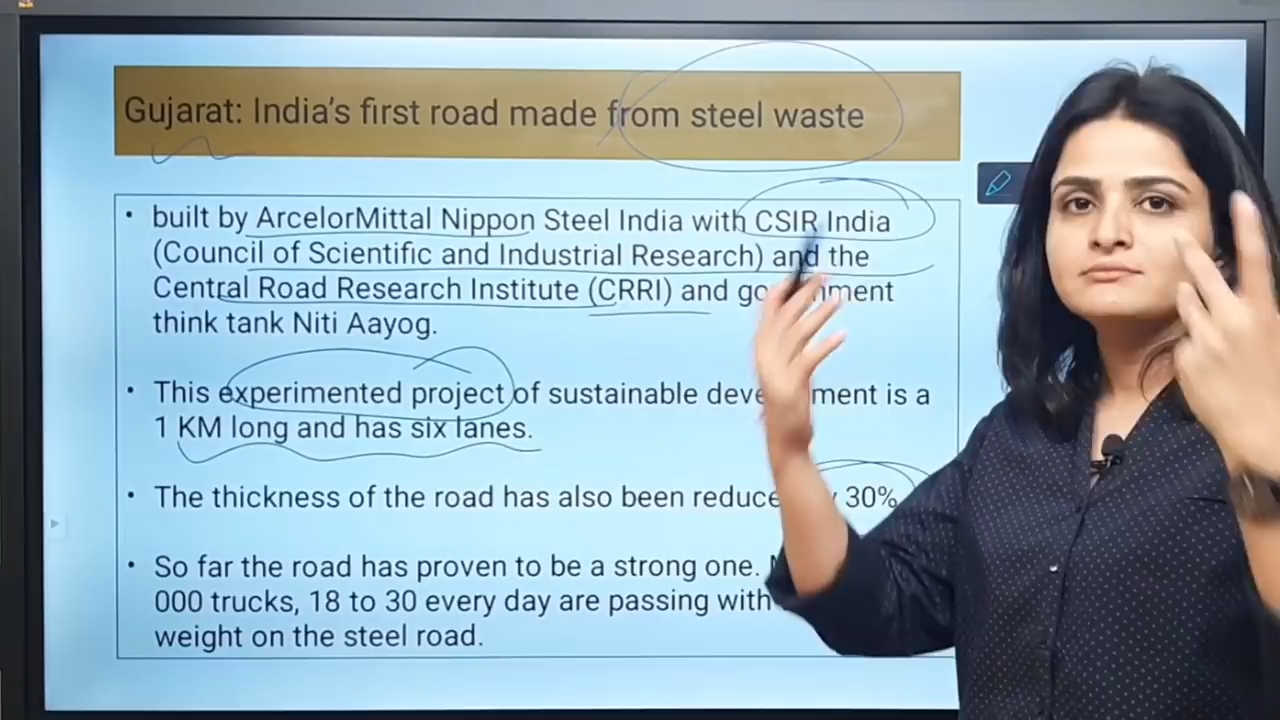 Gujarat: India's first road made from steel waste
• built by ArcelorMittal Nippon Steel India with CSIR India
(Council of Scientific and Industrial Research) and the
Central Road Research Institute (CRRI) and
think tank Niti Aayog.
• This experimented project of sustainable is a
1 KM long and has six lanes.
• The thickness of the road has also been 30%
• So far the road has proven to be a strong one.
000 trucks, 18 to 30 every day are passing with
weight on the steel road.